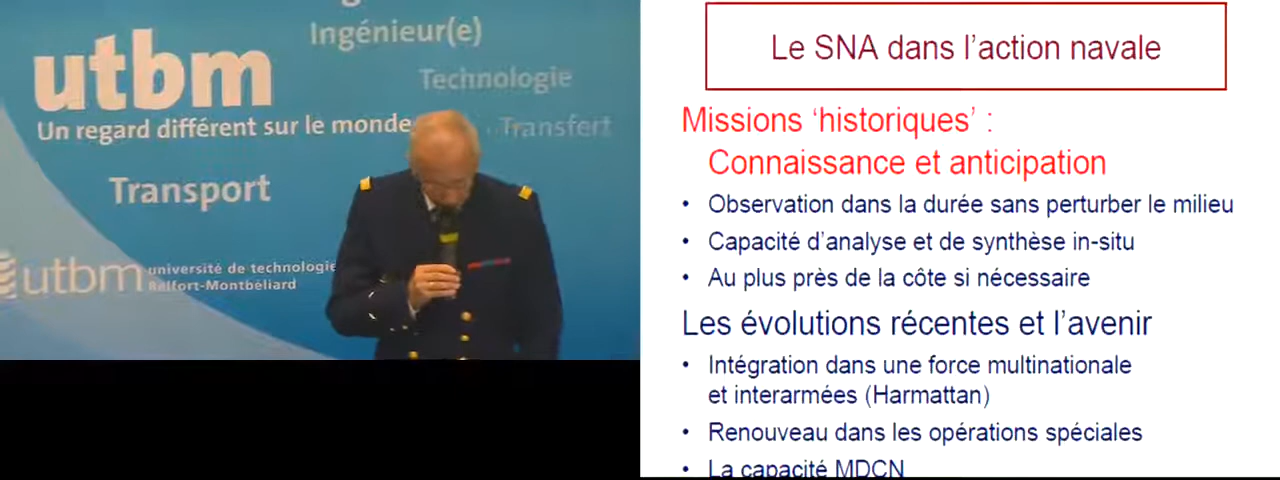 Ingénieur(e)
utbm
Technologie
Un regard différent sur le monde
Transfert
Transport
utbm
université de technologie
Belfort-Montbéliard
Le SNA dans l’action navale
Missions ‘historiques’ :
Connaissance et anticipation
• Observation dans la durée sans perturber le milieu
• Capacité d’analyse et de synthèse in-situ
• Au plus près de la côte si nécessaire
Les évolutions récentes et l’avenir
• Intégration dans une force multinationale
et interarmées (Harmattan)
• Renouveau dans les opérations spéciales
• La capacité MDCN